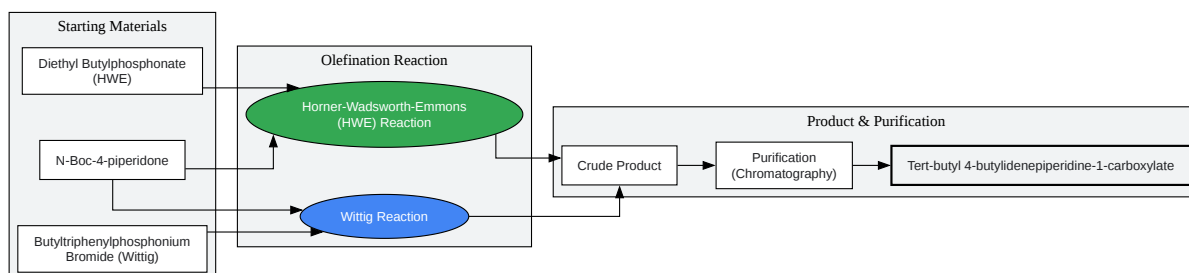 Starting Materials
Diethyl Butylphosphonate
(HWE)
N-Boc-4-piperidone
Butyltriphenylphosphonium
Bromide (Wittig)
Olefination Reaction
Horner-Wadsworth-Emmons
(HWE) Reaction
Wittig Reaction
Product & Purification
Crude Product
Purification
(Chromatography)
Tert-butyl 4-butylidenepiperidine-1-carboxylate